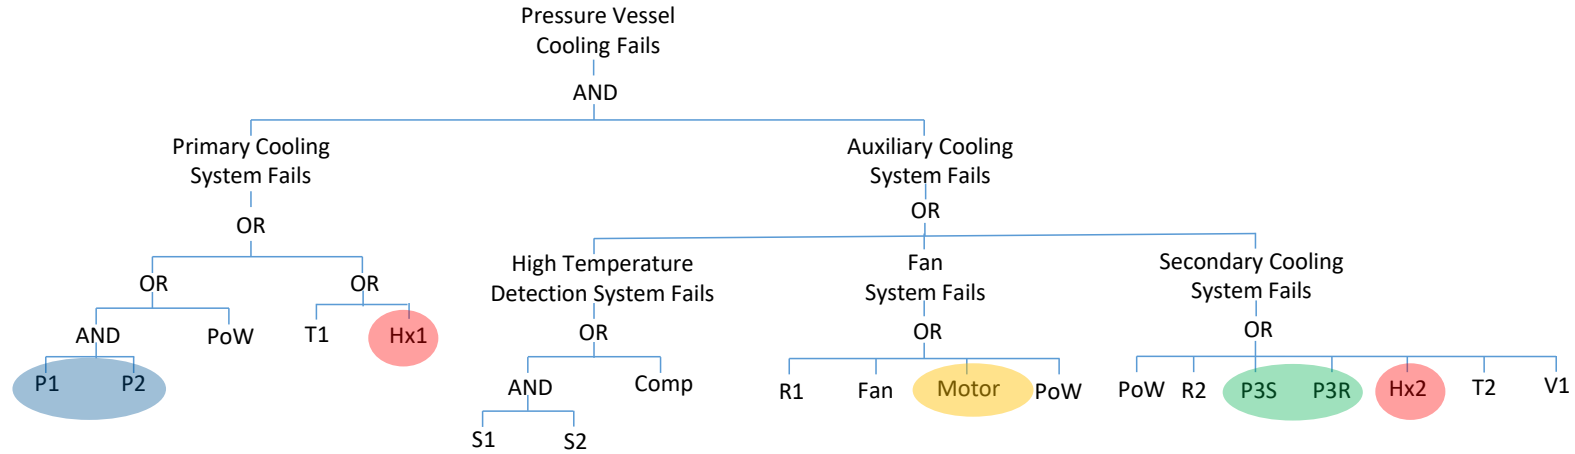 Pressure Vessel
Cooling Fails
AND
Primary Cooling
System Fails
Auxiliary Cooling
System Fails
OR
OR
High Temperature
Detection System Fails
Fan
System Fails
Secondary Cooling
System Fails
OR
OR
OR
OR
OR
AND
PoW
T1
Hx1
P1
P2
AND
Comp
R1
Fan
Motor
PoW
PoW
R2
P3S
P3R
Hx2
T2
V1
S1
S2